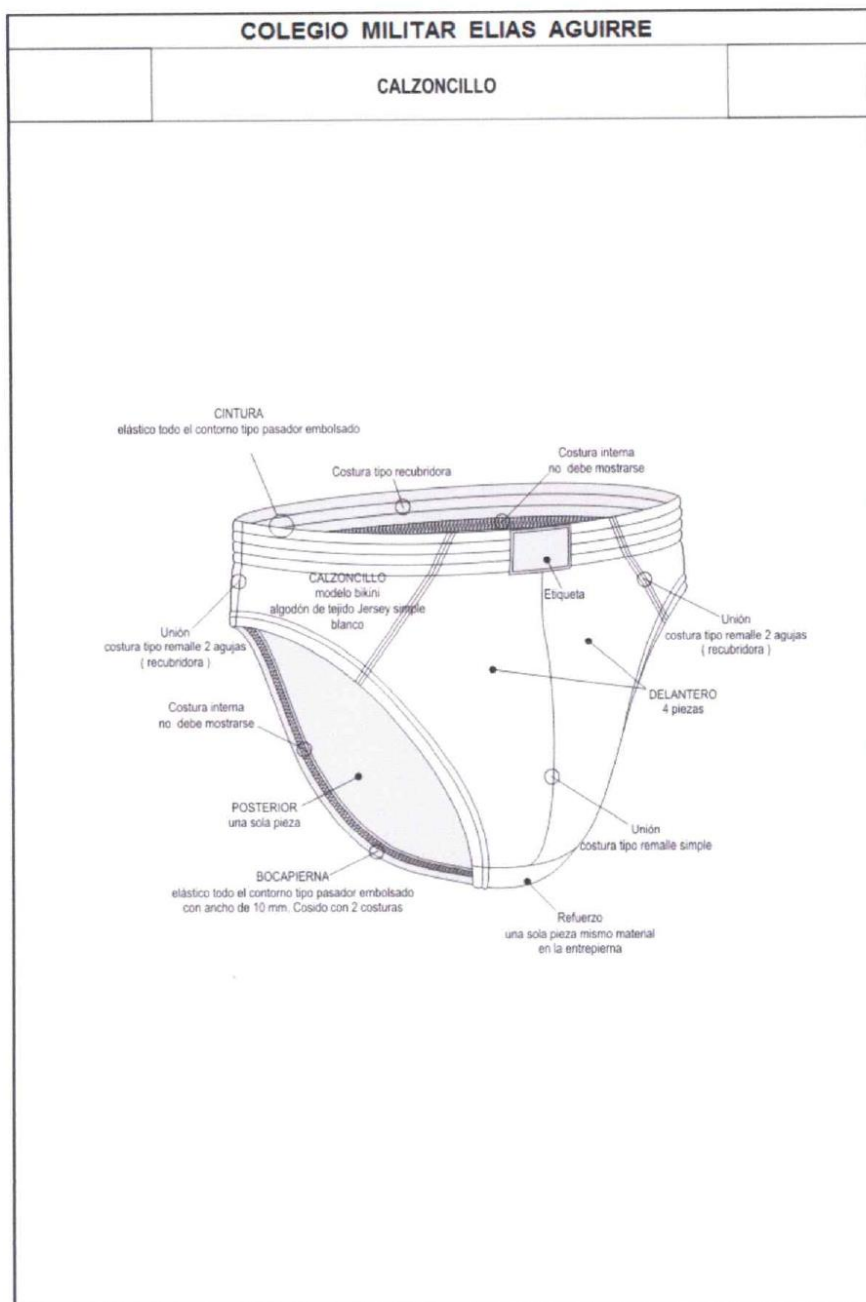 COLEGIO MILITAR ELIAS AGUIRRE
CALZONCILLO
CINTURA
elástico todo el contorno tipo pasador embolsado
Costura tipo recubridora
Costura interna
no debe mostrarse
CALZONCILLO
modelo bikini
algodón de tejido Jersey simple
blanco
Etiqueta
Unión
costura tipo remalle 2 agujas
( recubridora )
Unión
costura tipo remalle 2 agujas
( recubridora )
DELANTERO
4 piezas
Costura interna
no debe mostrarse
POSTERIOR
una sola pieza
Unión
costura tipo remalle simple
BOCAPIERNA
elástico todo el contorno tipo pasador embolsado
con ancho de 10 mm. Cosido con 2 costuras
Refuerzo
una sola pieza mismo material
en la entrepierna